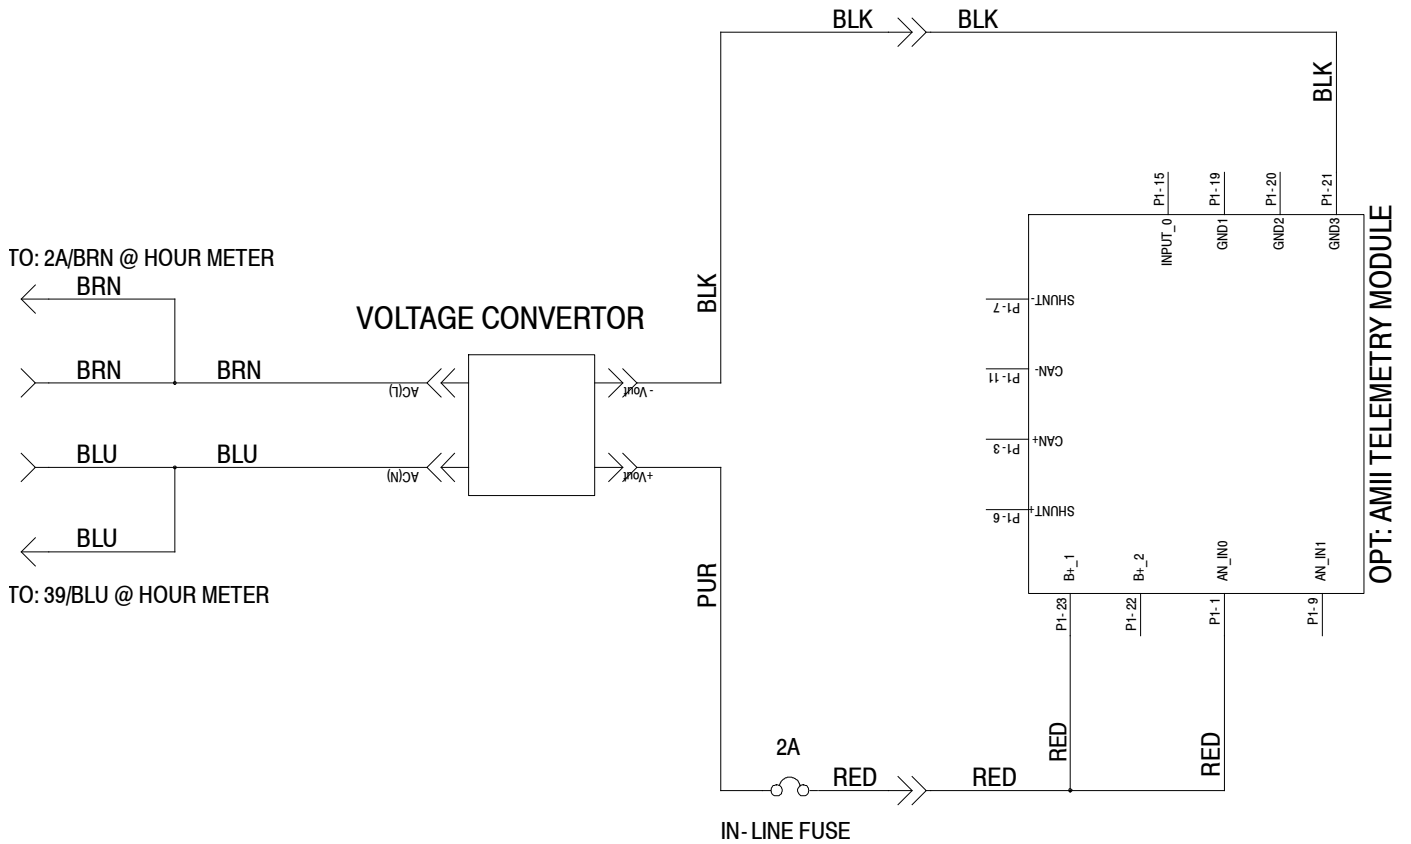 BLK
BLK
BLK
P1-15
P1-19
P1-20
P1-21
INPUT_0
GND1
GND2
GND3
OPT: AMII TELEMETRY MODULE
TO: 2A/BRN @ HOUR METER
BRN
BLK
SHUNT-
P1-7
VOLTAGE CONVERTOR
BRN
BRN
AC(L)
-Vout
CAN-
P1-11
BLU
BLU
AC(N)
+Vout
CAN+
P1-3
SHUNT+
P1-6
BLU
TO: 39/BLU @ HOUR METER
PUR
B+_1
B+_2
AN_IN0
AN_IN1
P1-23
P1-22
P1-1
P1-9
RED
RED
2A
RED
RED
IN-LINE FUSE